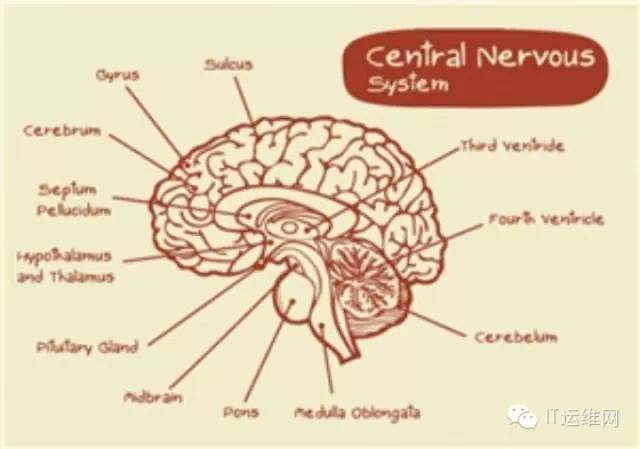 Central Nervous
System
Sulcus
Gyrus
Cerebrum
Third Ventride
Septum
Pellucidum
Fourth Ventricle
Hypothalamus
and Thalamus
Cerebelum
Pituitary Gland
Midbrain
Pons
Medulla Oblongata
IT运维网